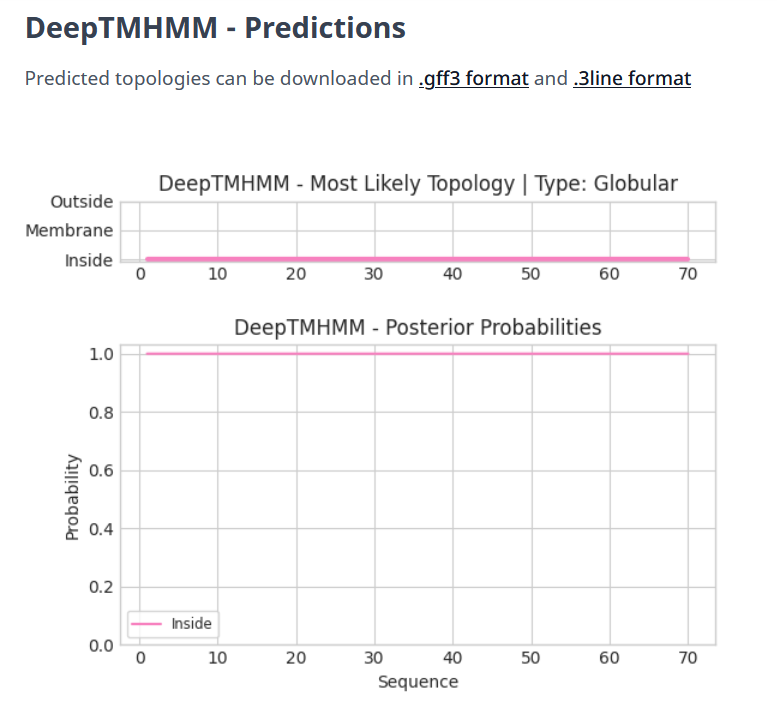 DeepTMHMM - Predictions
Predicted topologies can be downloaded in .gff3 format and .3line format
DeepTMHMM - Most Likely Topology | Type: Globular
Outside
Membrane
Inside
0 10 20 30 40 50 60 70
DeepTMHMM - Posterior Probabilities
1.0
0.8
0.6
0.4
0.2
0.0
Probability
Inside
0 10 20 30 40 50 60 70
Sequence